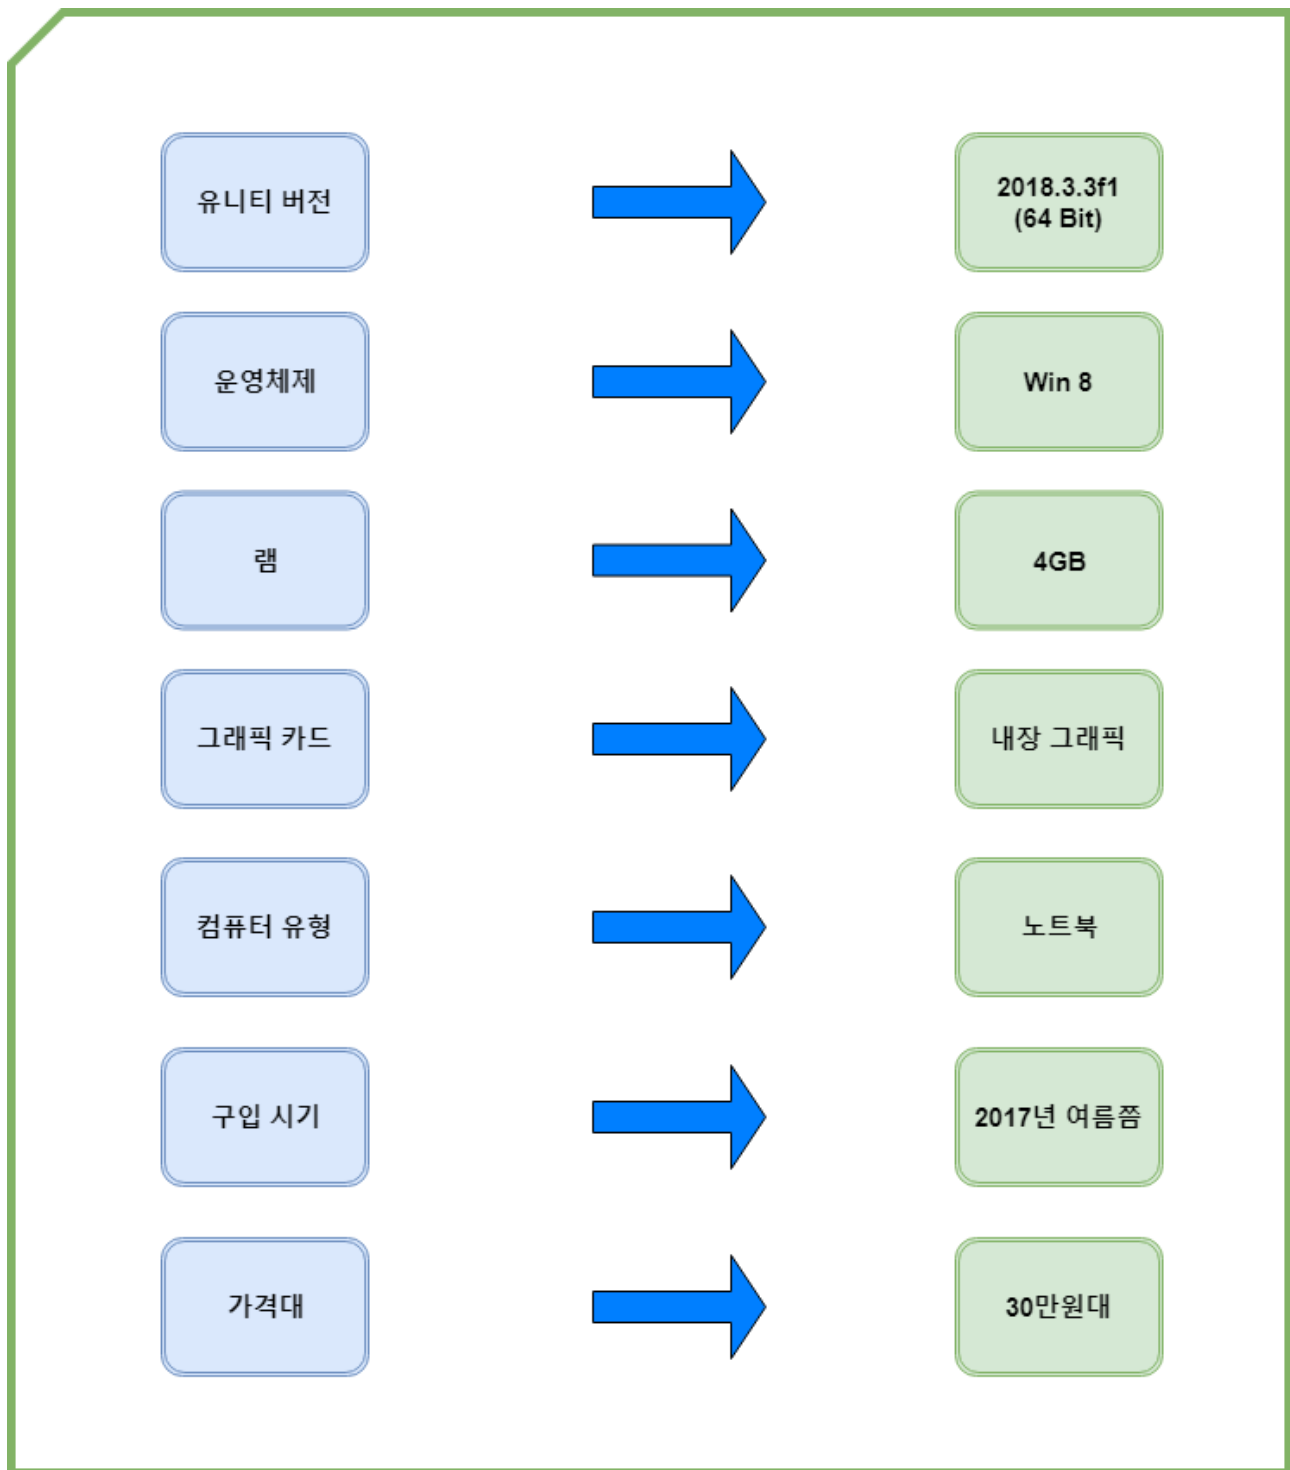 유니티 버전
2018.3.3f1
(64 Bit)
운영체제
Win 8
램
4GB
그래픽 카드
내장 그래픽
컴퓨터 유형
노트북
구입 시기
2017년 여름쯤
가격대
30만원대